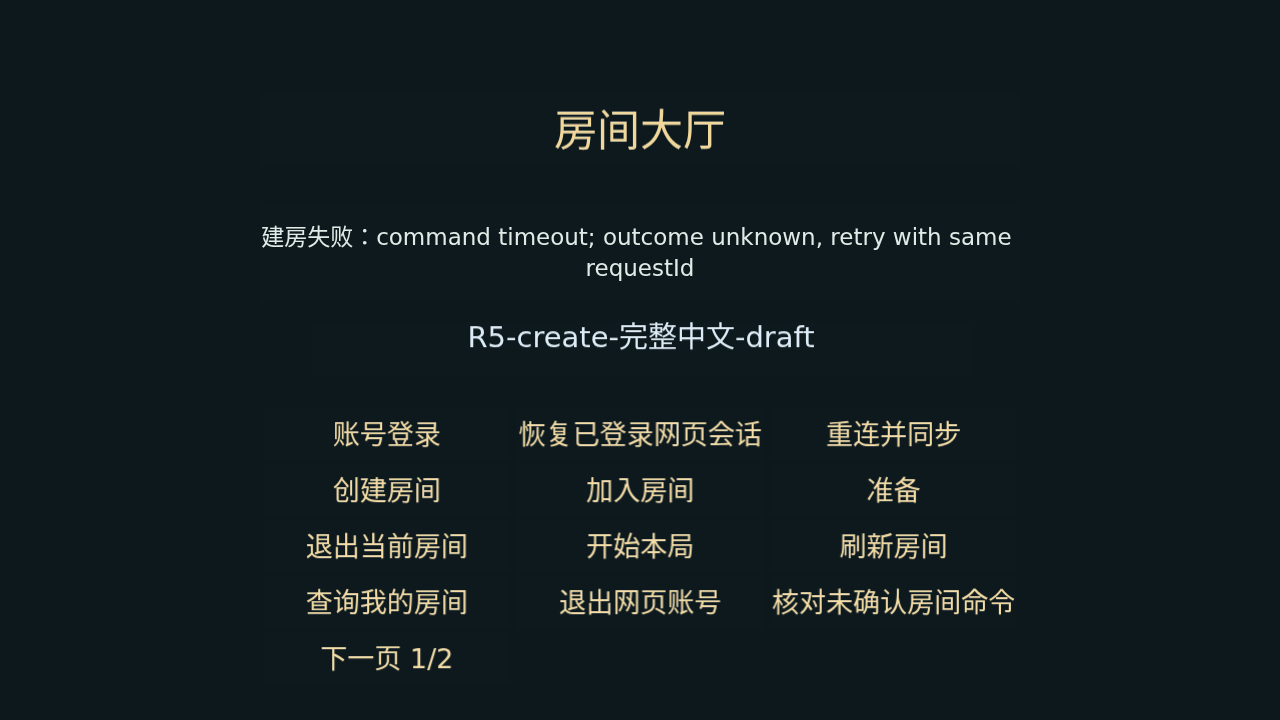 房间大厅
建房失败：command timeout; outcome unknown, retry with same
requestId
R5-create-完整中文-draft
账号登录 恢复已登录网页会话 重连并同步
创建房间 加入房间 准备
退出当前房间 开始本局 刷新房间
查询我的房间 退出网页账号 核对未确认房间命令
下一页 1/2